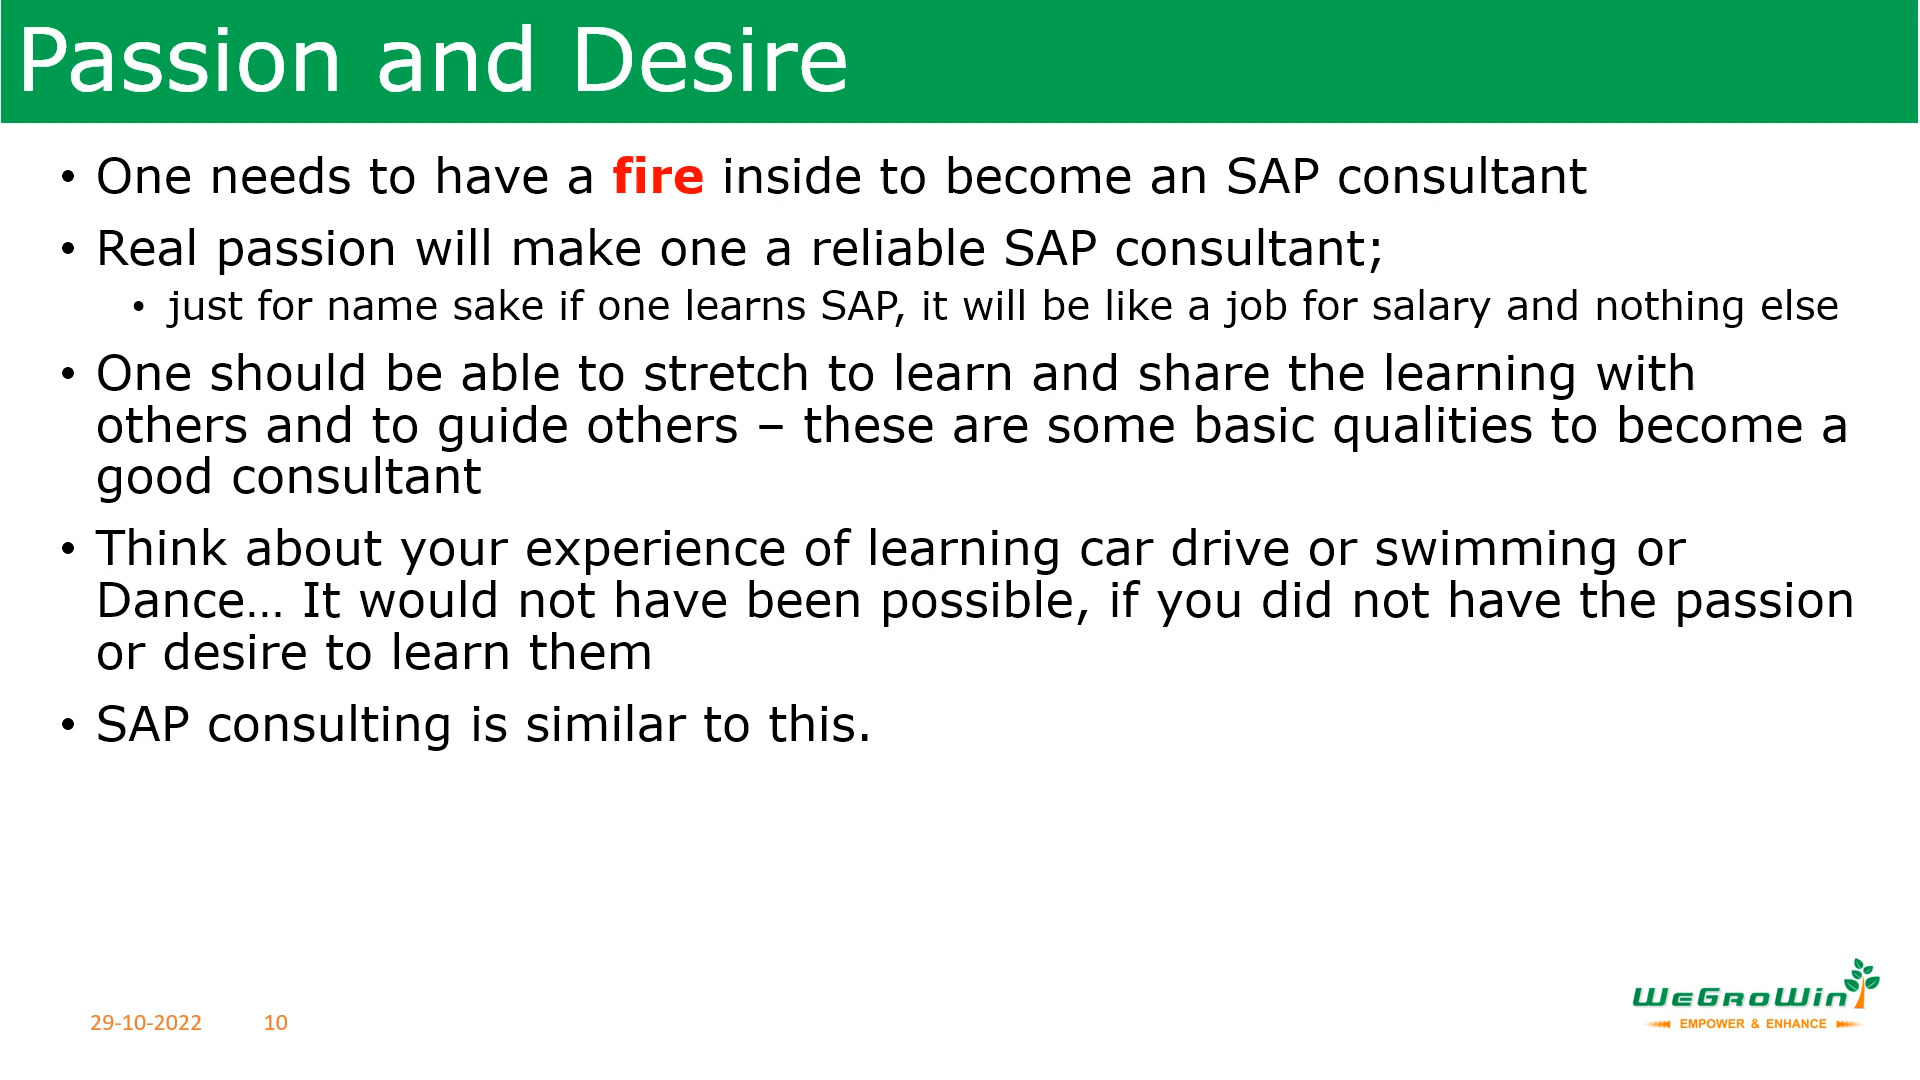 Passion and Desire
• One needs to have a fire inside to become an SAP consultant
• Real passion will make one a reliable SAP consultant;
• just for name sake if one learns SAP, it will be like a job for salary and nothing else
• One should be able to stretch to learn and share the learning with
others and to guide others – these are some basic qualities to become a
good consultant
• Think about your experience of learning car drive or swimming or
Dance… It would not have been possible, if you did not have the passion
or desire to learn them
• SAP consulting is similar to this.
29-10-2022 10
WeGroWin
EMPOWER & ENHANCE